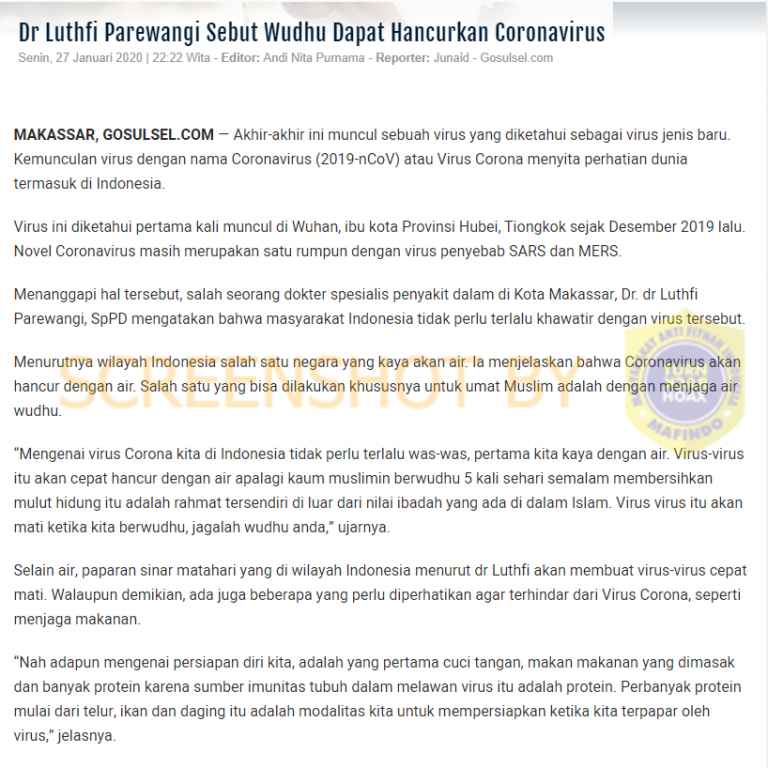 Dr Luthfi Parewangi Sebut Wudhu Dapat Hancurkan Coronavirus
Senin, 27 Januari 2020 | 22:22 Wita - Editor: Andi Nita Purnama - Reporter: Junaid - Gosulsel.com
MAKASSAR, GOSULSEL.COM — Akhir-akhir ini muncul sebuah virus yang diketahui sebagai virus jenis baru.
Kemunculan virus dengan nama Coronavirus (2019-nCoV) atau Virus Corona menyita perhatian dunia
termasuk di Indonesia.
Virus ini diketahui pertama kali muncul di Wuhan, ibu kota Provinsi Hubei, Tiongkok sejak Desember 2019 lalu.
Novel Coronavirus masih merupakan satu rumpun dengan virus penyebab SARS dan MERS.
Menanggapi hal tersebut, salah seorang dokter spesialis penyakit dalam di Kota Makassar, Dr. dr Luthfi
Parewangi, SpPD mengatakan bahwa masyarakat Indonesia tidak perlu terlalu khawatir dengan virus tersebut.
Menurutnya wilayah Indonesia salah satu negara yang kaya akan air. Ia menjelaskan bahwa Coronavirus akan
hancur dengan air. Salah satu yang bisa dilakukan khususnya untuk umat Muslim adalah dengan menjaga air
wudhu.
“Mengenai virus Corona kita di Indonesia tidak perlu terlalu was-was, pertama kita kaya dengan air. Virus-virus
itu akan cepat hancur dengan air apalagi kaum muslimin berwudhu 5 kali sehari semalam membersihkan
mulut hidung itu adalah rahmat tersendiri di luar dari nilai ibadah yang ada di dalam Islam. Virus virus itu akan
mati ketika kita berwudhu, jagalah wudhu anda,” ujarnya.
Selain air, paparan sinar matahari yang di wilayah Indonesia menurut dr Luthfi akan membuat virus-virus cepat
mati. Walaupun demikian, ada juga beberapa yang perlu diperhatikan agar terhindar dari Virus Corona, seperti
menjaga makanan.
“Nah adapun mengenai persiapan diri kita, adalah yang pertama cuci tangan, makan makanan yang dimasak
dan banyak protein karena sumber imunitas tubuh dalam melawan virus itu adalah protein. Perbanyak protein
mulai dari telur, ikan dan daging itu adalah modalitas kita untuk mempersiapkan ketika kita terpapar oleh
virus,” jelasnya.
SCREENSHOT BY
MASYARAKAT ANTI FITNAH INDONESIA
TURN
BACK
HOAX
MAFINDO